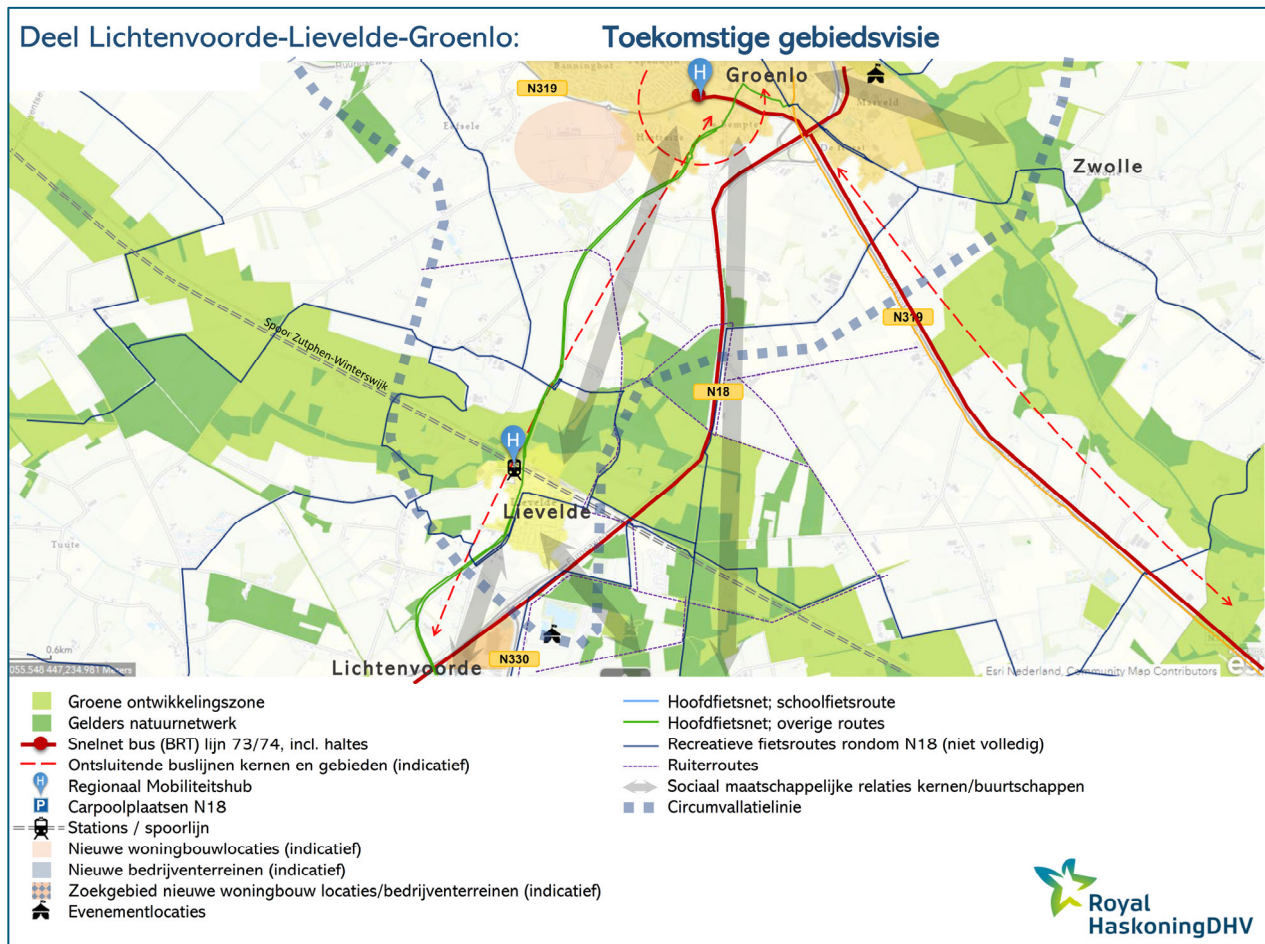 Deel Lichtenvoorde-Lievelde-Groenlo: Toekomstige gebiedsvisie
H
Groenlo
N319
Eefsele
Marveld
Zwolle
N319
Spoor Zutphen-Winterswijk
N18
H
Lievelde
Tuute
0.6km
Lichtenvoorde
N330
Esri Nederland, Community Map Contributors
Groene ontwikkelingszone
Gelders natuurnetwerk
Snelnet bus (BRT) lijn 73/74, incl. haltes
Ontsluitende buslijnen kernen en gebieden (indicatief)
H Regionaal Mobiliteitshub
P Carpoolplaatsen N18
Stations / spoorlijn
Nieuwe woningbouwlocaties (indicatief)
Nieuwe bedrijventerreinen (indicatief)
Zoekgebied nieuwe woningbouw locaties/bedrijventerreinen (indicatief)
Evenementlocaties
Hoofdfietsnet; schoolfietsroute
Hoofdfietsnet; overige routes
Recreatieve fietsroutes rondom N18 (niet volledig)
Ruiterroutes
Sociaal maatschappelijke relaties kernen/buurtschappen
Circumvallatielinie
Royal
HaskoningDHV